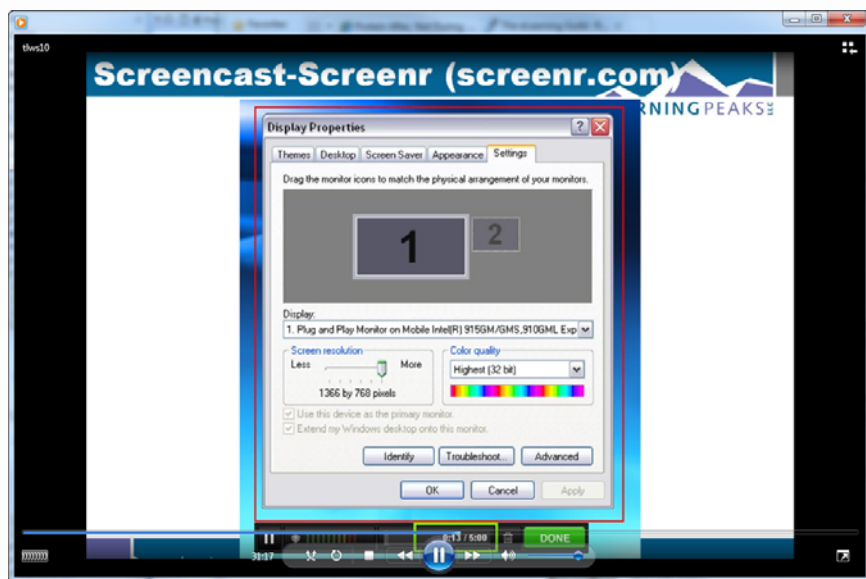 tlws10
Screencast-Screenr (screenr.com)
RNINGPEAKS LLC
Display Properties
Themes Desktop Screen Saver Appearance Settings
Drag the monitor icons to match the physical arrangement of your monitors.
1 2
Display:
1. Plug and Play Monitor on Mobile Intel(R) 915GM/GMS,910GML Exp
Screen resolution
Less More
1366 by 768 pixels
Color quality
Highest (32 bit)
Use this device as the primary monitor.
Extend my Windows desktop onto this monitor.
Identify Troubleshoot... Advanced
OK Cancel Apply
0:13 / 5:00 DONE
31:17